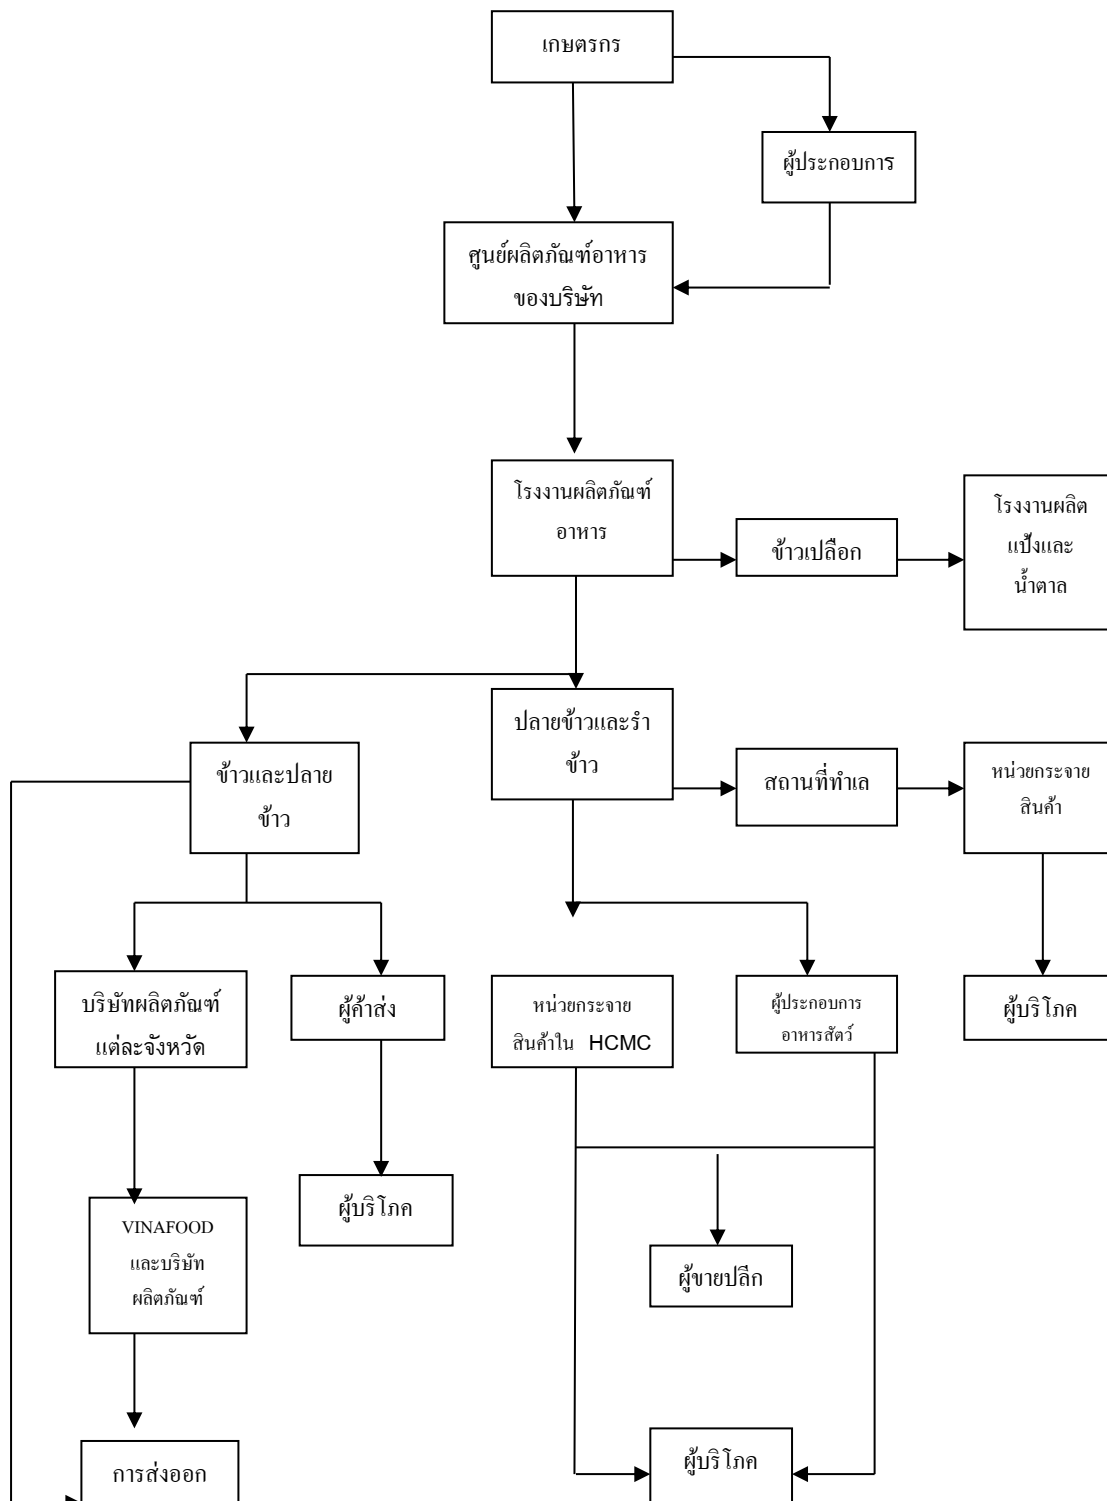 เกษตรกร
ผู้ประกอบการ
ศูนย์ผลิตภัณฑ์อาหาร
ของบริษัท
โรงงานผลิตภัณฑ์
อาหาร
ข้าวเปลือก
โรงงานผลิต
แป้งและ
น้ำตาล
ปลายข้าวและรำ
ข้าว
ข้าวและปลาย
ข้าว
สถานที่ทำเล
หน่วยกระจาย
สินค้า
บริษัทผลิตภัณฑ์
แต่ละจังหวัด
ผู้ค้าส่ง
หน่วยกระจาย
สินค้าใน HCMC
ผู้ประกอบการ
อาหารสัตว์
ผู้บริโภค
ผู้บริโภค
VINAFOOD
และบริษัท
ผลิตภัณฑ์
ผู้ขายปลีก
การส่งออก
ผู้บริโภค